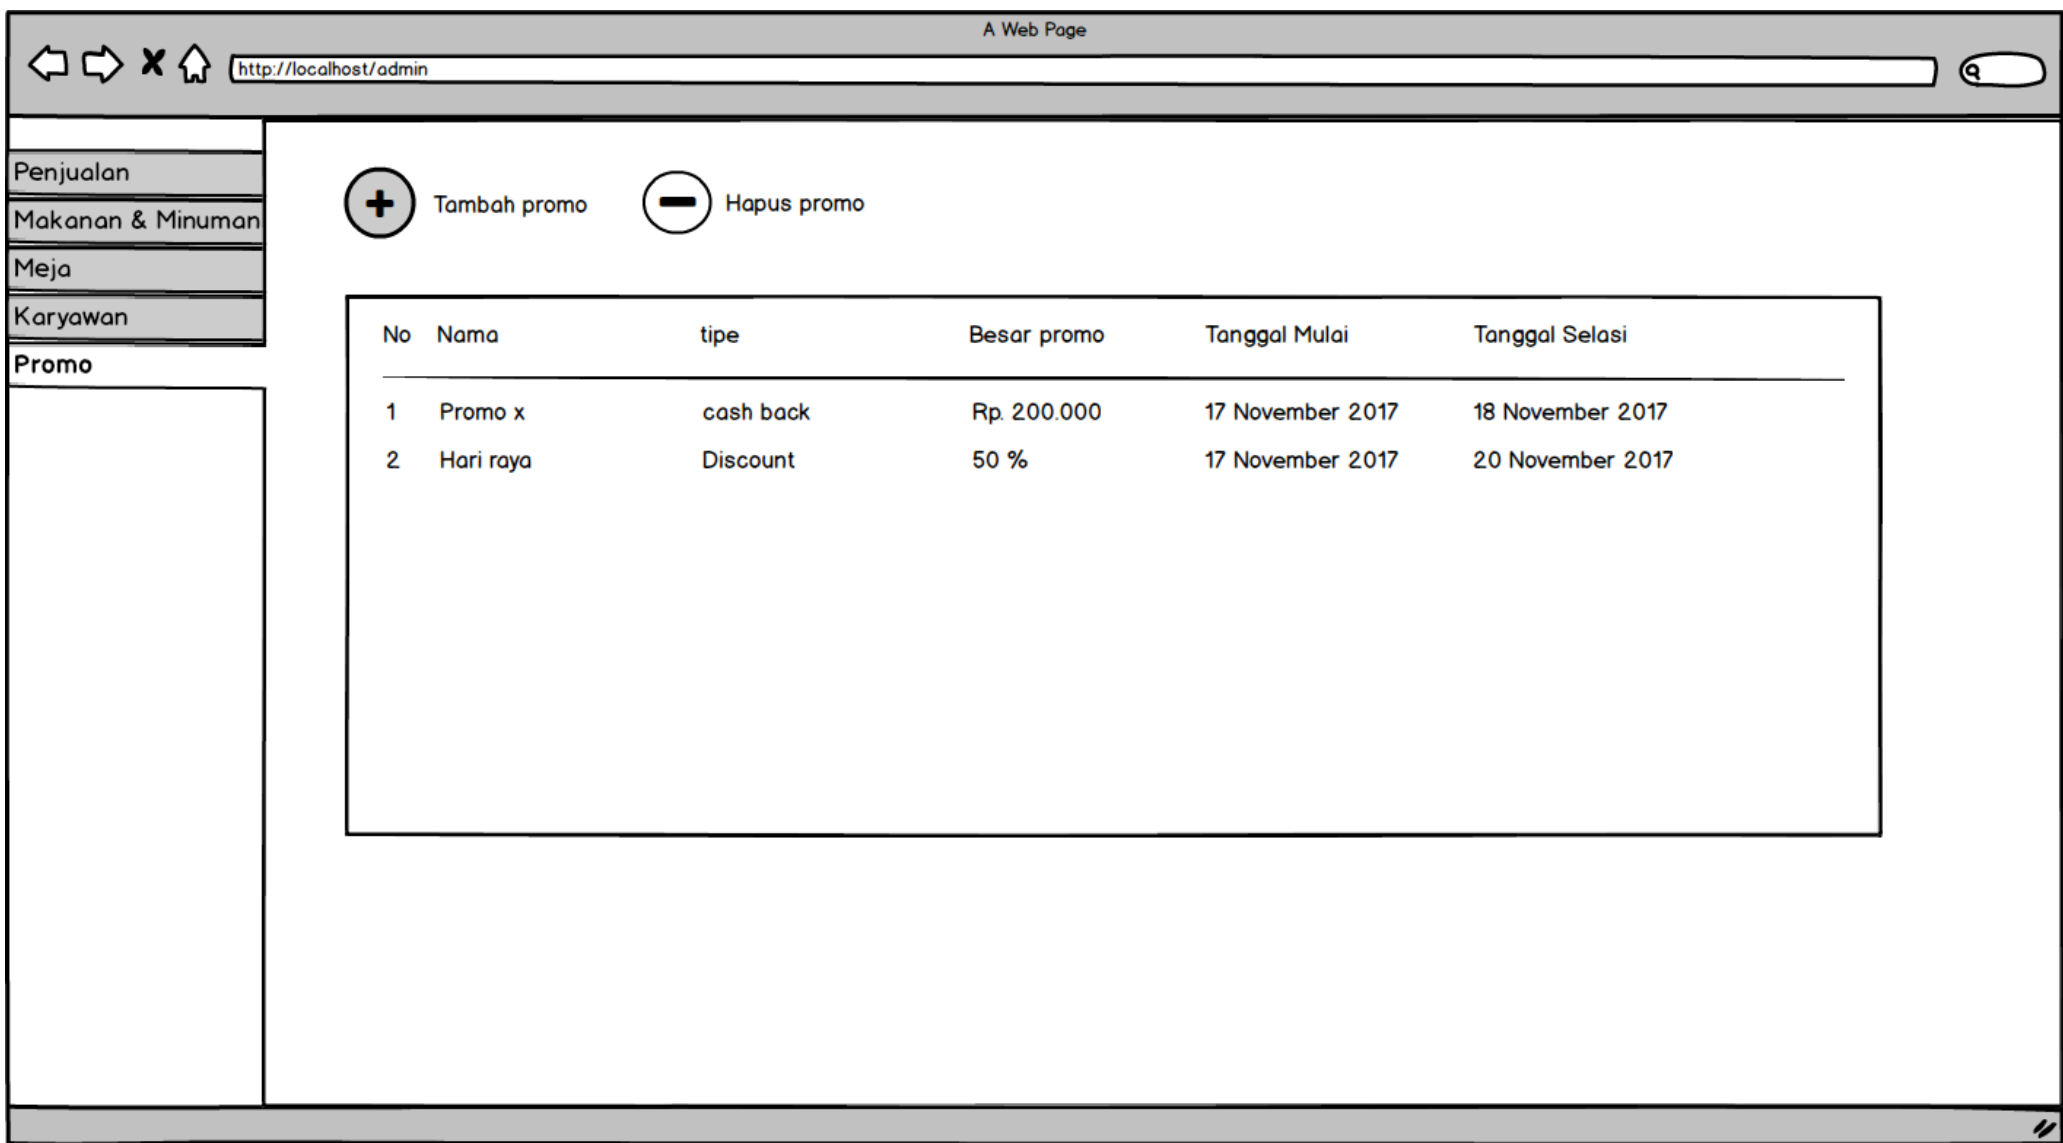 A Web Page
http://localhost/admin
Penjualan
Makanan & Minuman
Meja
Karyawan
Promo
Tambah promo Hapus promo
No Nama tipe Besar promo Tanggal Mulai Tanggal Selasi
1 Promo x cash back Rp. 200.000 17 November 2017 18 November 2017
2 Hari raya Discount 50 % 17 November 2017 20 November 2017